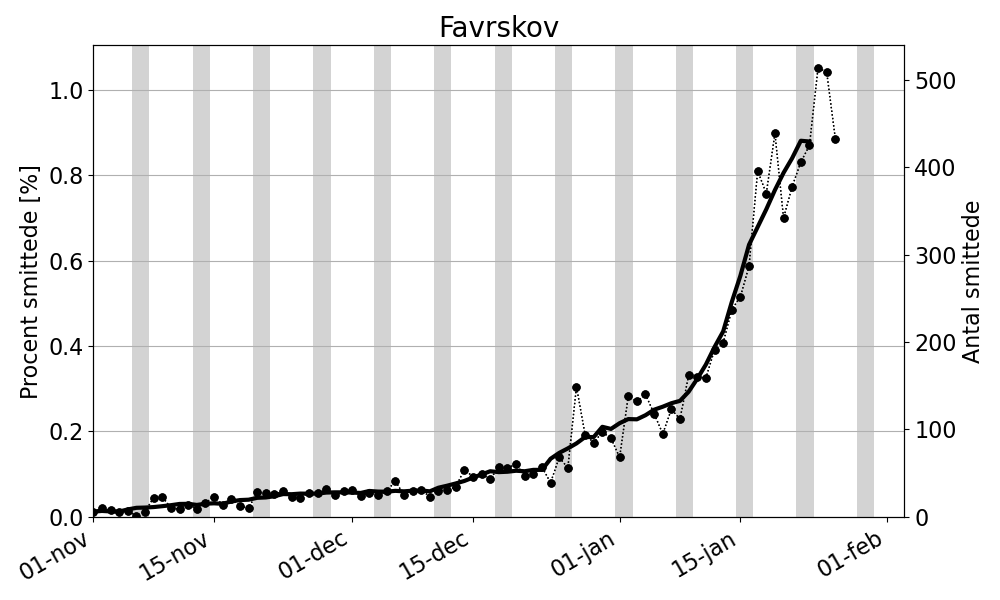 Favrskov
Procent smittede [%]
1.0
0.8
0.6
0.4
0.2
0.0
500
400
300
200
100
0
Antal smittede
01-nov
15-nov
01-dec
15-dec
01-jan
15-jan
01-feb